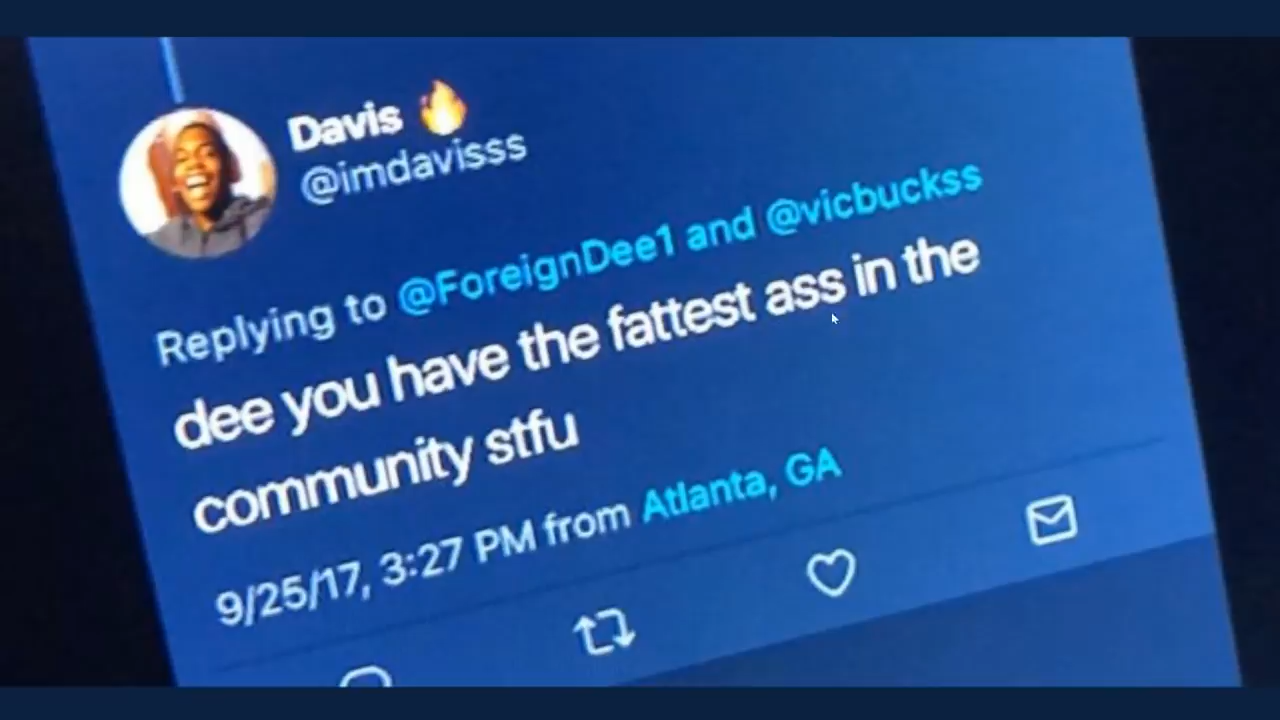 Davis 🔥
@imdavisss
Replying to @ForeignDee1 and @vicbuckss
dee you have the fattest ass in the
community stfu
9/25/17, 3:27 PM from Atlanta, GA